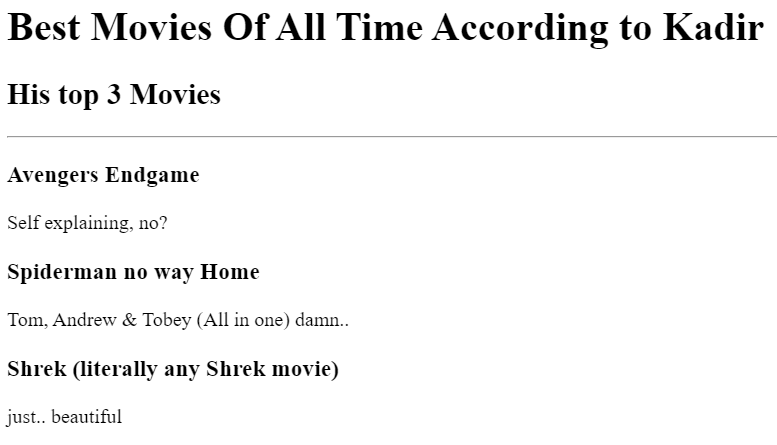 Best Movies Of All Time According to Kadir
His top 3 Movies
Avengers Endgame
Self explaining, no?
Spiderman no way Home
Tom, Andrew & Tobey (All in one) damn..
Shrek (literally any Shrek movie)
just.. beautiful